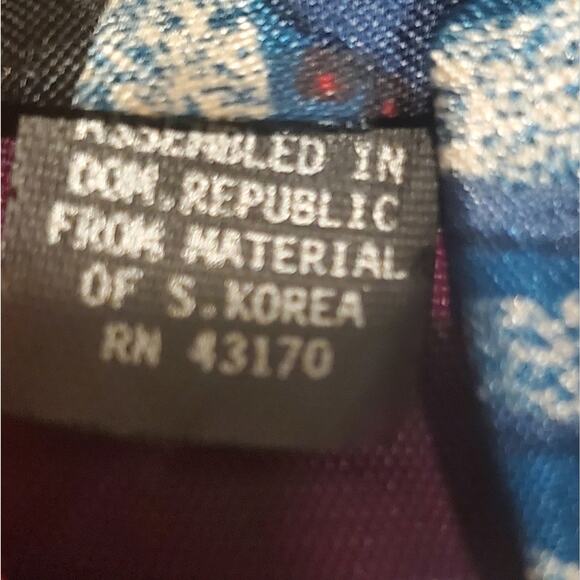 ASSEMBLED IN
DOM.REPUBLIC
FROM MATERIAL
OF S.KOREA
RN 43170